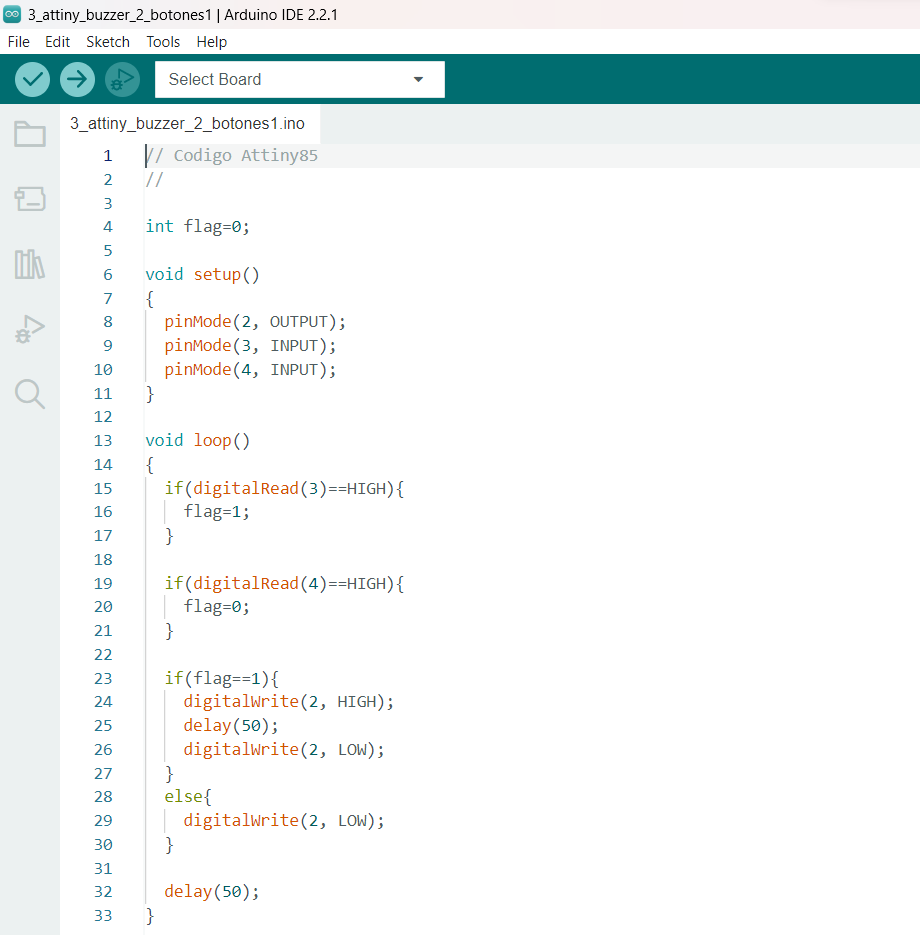 3_attiny_buzzer_2_botones1 | Arduino IDE 2.2.1
File Edit Sketch Tools Help
Select Board
3_attiny_buzzer_2_botones1.ino
1 // Codigo Attiny85
2 //
3
4 int flag=0;
5
6 void setup()
7 {
8 pinMode(2, OUTPUT);
9 pinMode(3, INPUT);
10 pinMode(4, INPUT);
11 }
12
13 void loop()
14 {
15 if(digitalRead(3)==HIGH){
16 flag=1;
17 }
18
19 if(digitalRead(4)==HIGH){
20 flag=0;
21 }
22
23 if(flag==1){
24 digitalWrite(2, HIGH);
25 delay(50);
26 digitalWrite(2, LOW);
27 }
28 else{
29 digitalWrite(2, LOW);
30 }
31
32 delay(50);
33 }